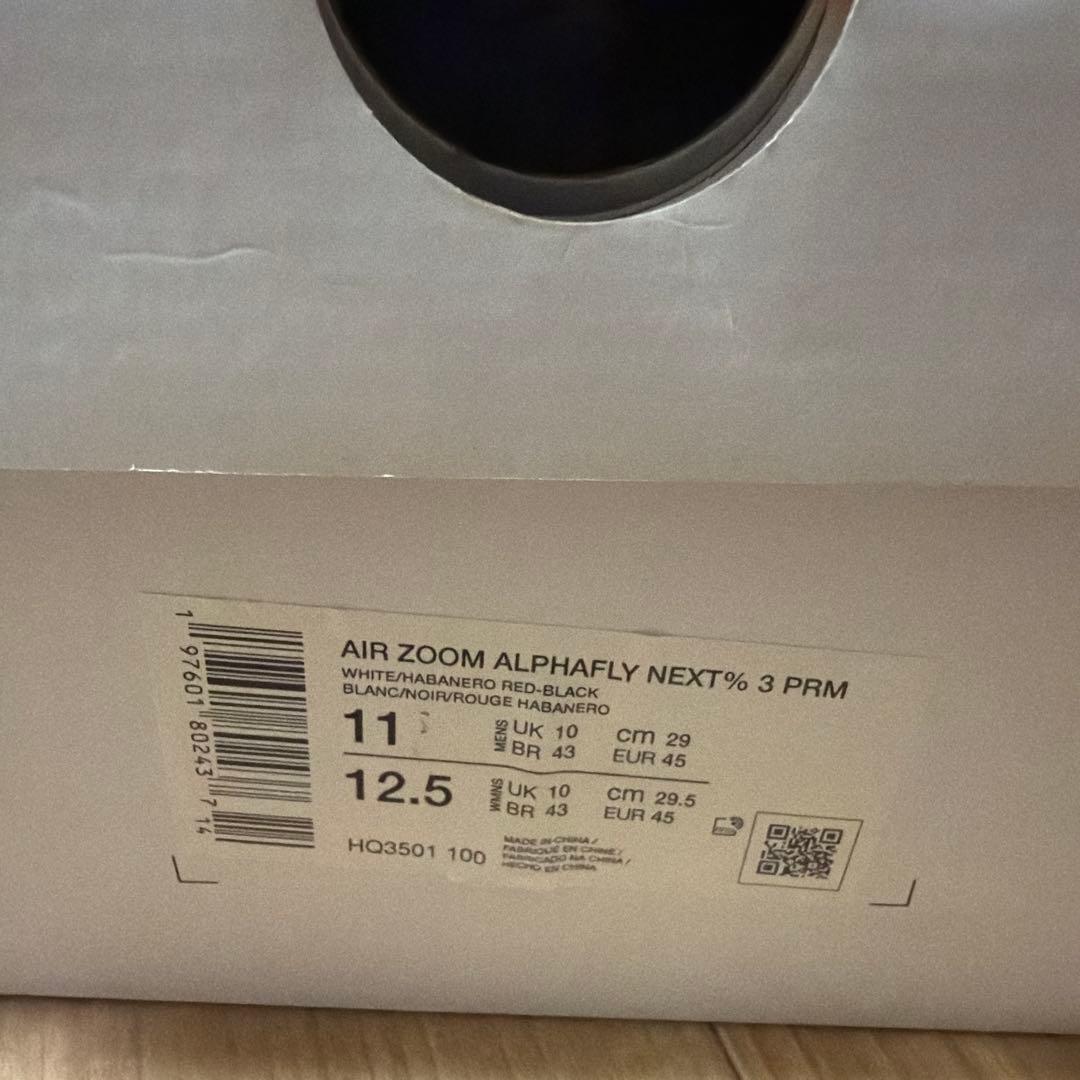 AIR ZOOM ALPHAFLY NEXT% 3 PRM
WHITE/HABANERO RED-BLACK
BLANC/NOIR/ROUGE HABANERO
11 MENS UK 10 cm 29
BR 43 EUR 45
12.5 WMNS UK 10 cm 29.5
BR 43 EUR 45
HQ3501 100
MADE IN CHINA /
FABRIQUÉ EN CHINE /
FABRICADO NA CHINA /
HECHO EN CHINA
1 97601 80243 7 14